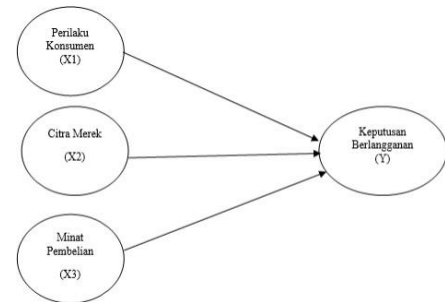 Perilaku
Konsumen
(X1)
Citra Merek
(X2)
Minat
Pembelian
(X3)
Keputusan
Berlangganan
(Y)